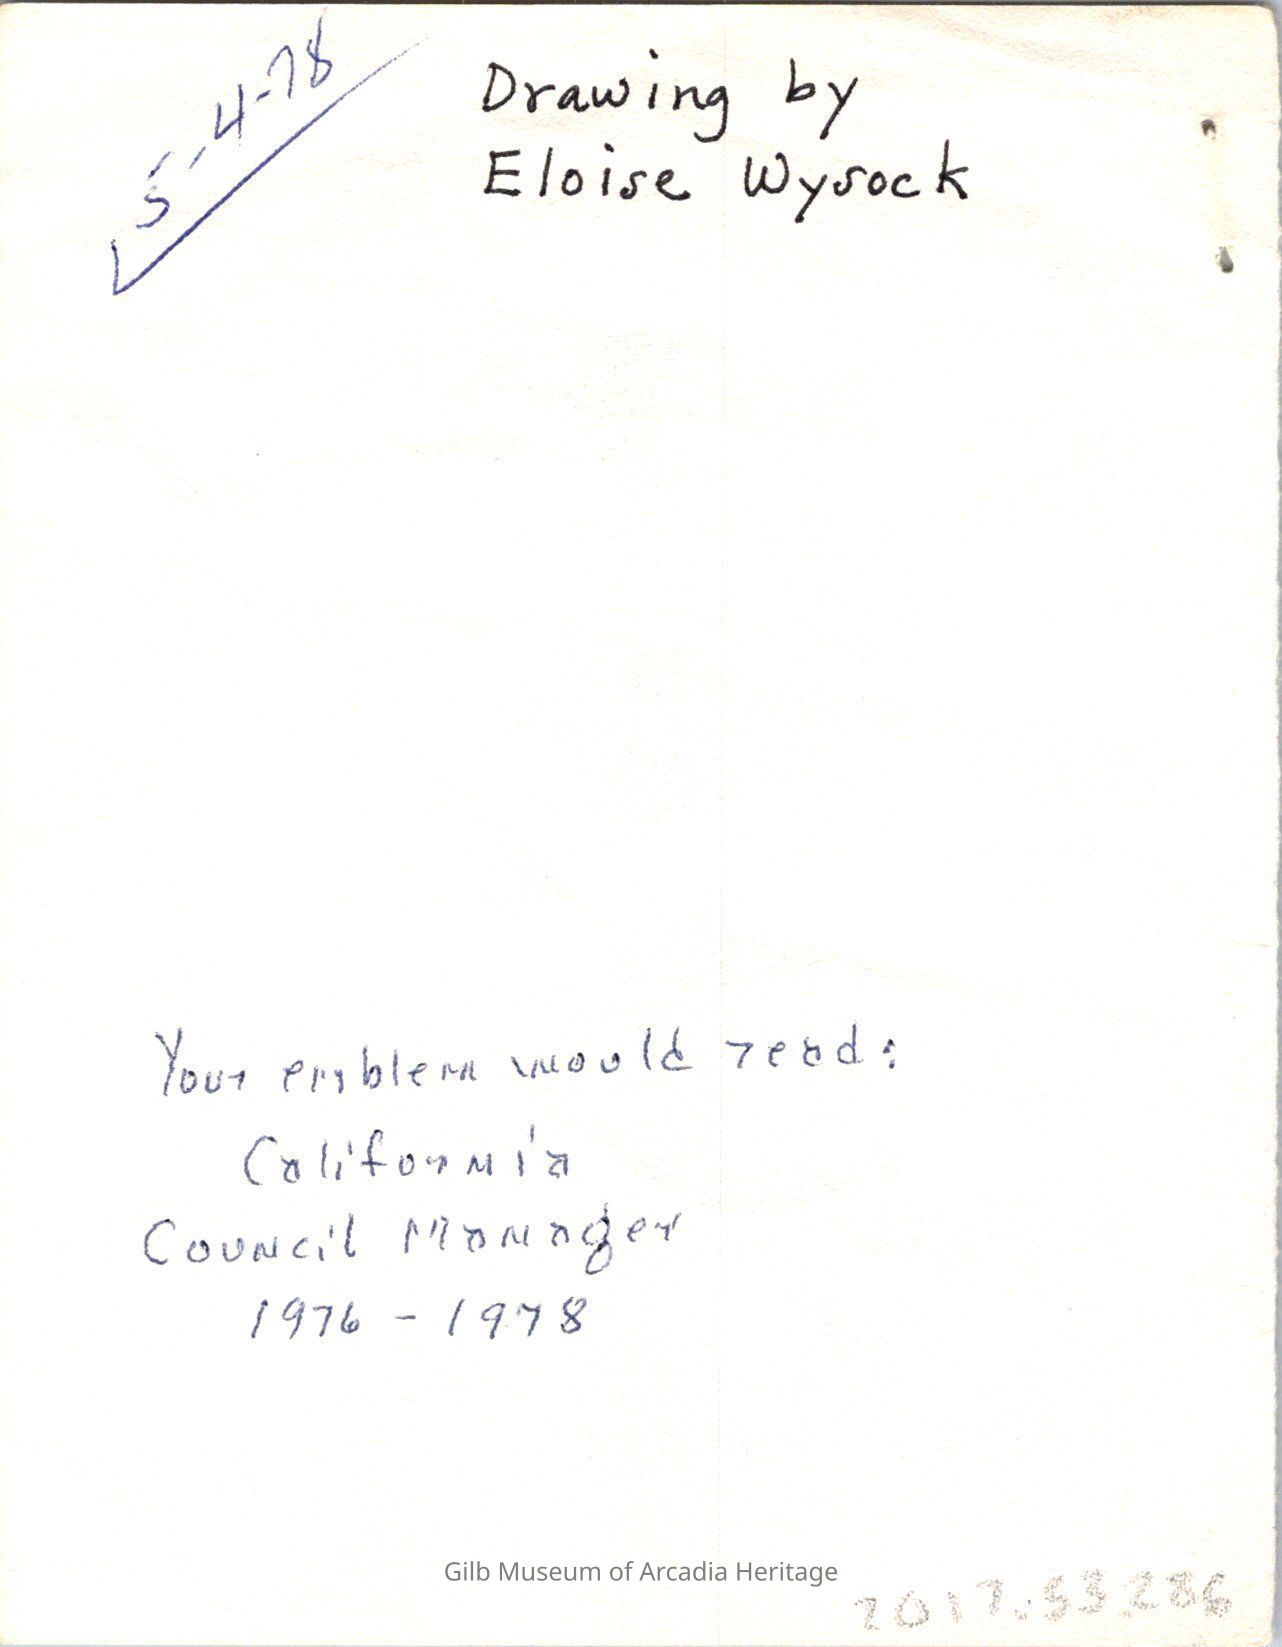 5-4-78
Drawing by
Eloise Wysock
Your emblem would read:
California
Council Manager
1976 - 1978
Gilb Museum of Arcadia Heritage
2017.53.286